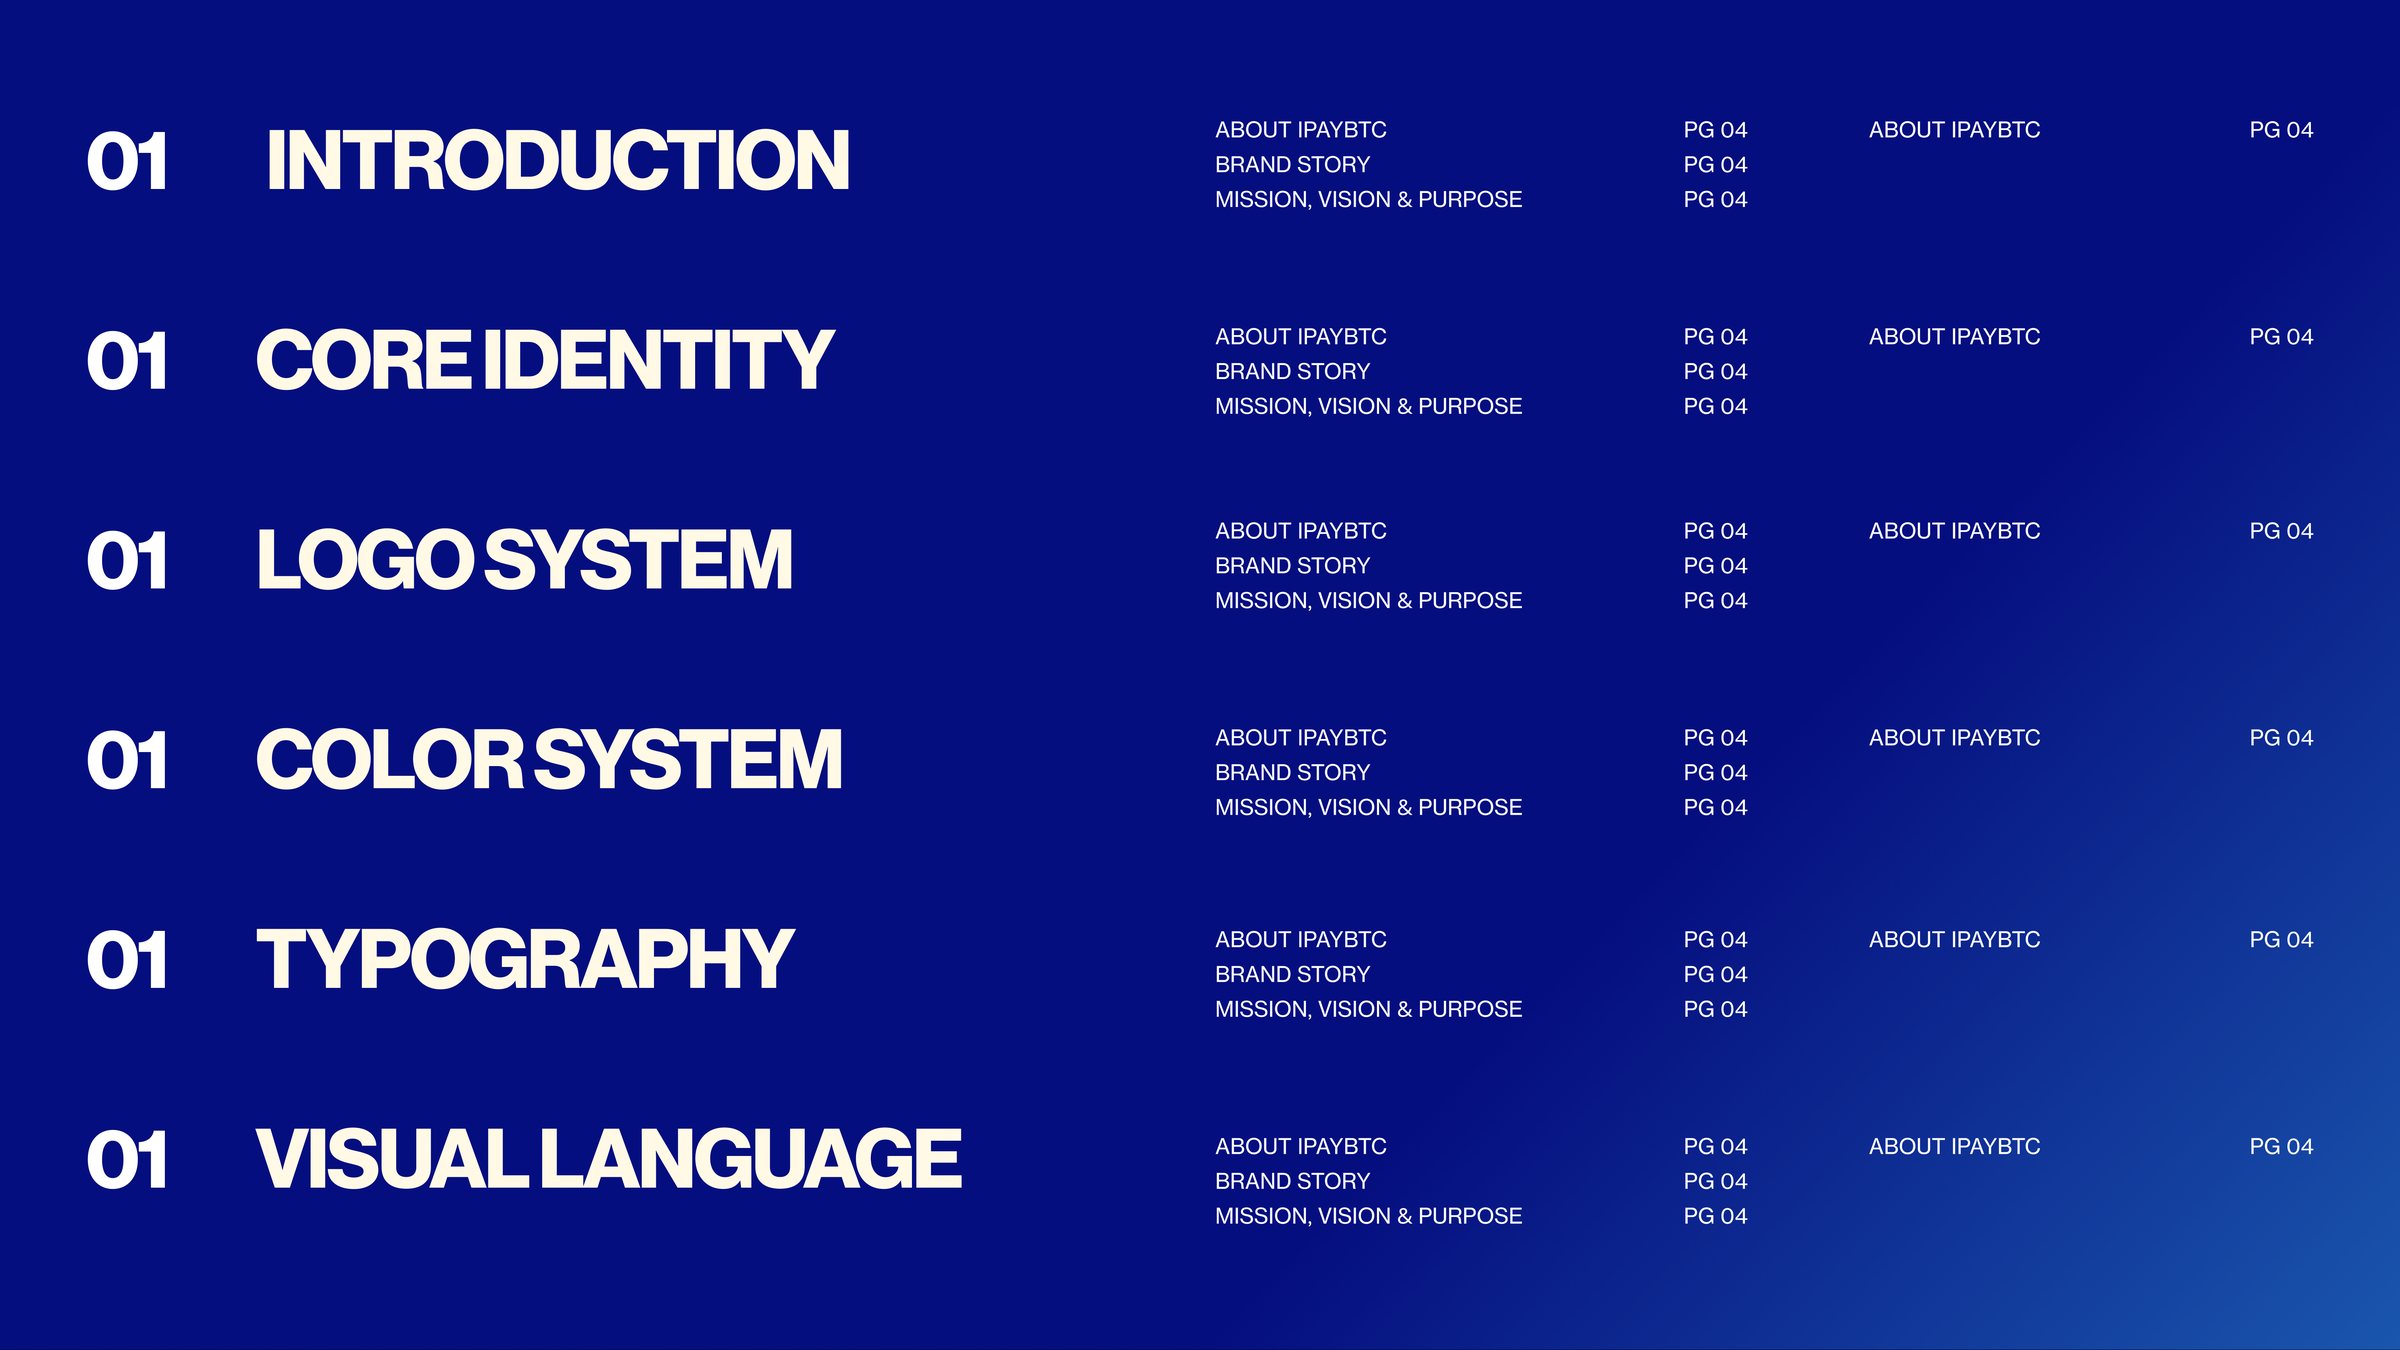 01 INTRODUCTION
ABOUT IPAYBTC PG 04 ABOUT IPAYBTC PG 04
BRAND STORY PG 04
MISSION, VISION & PURPOSE PG 04
01 CORE IDENTITY
ABOUT IPAYBTC PG 04 ABOUT IPAYBTC PG 04
BRAND STORY PG 04
MISSION, VISION & PURPOSE PG 04
01 LOGO SYSTEM
ABOUT IPAYBTC PG 04 ABOUT IPAYBTC PG 04
BRAND STORY PG 04
MISSION, VISION & PURPOSE PG 04
01 COLOR SYSTEM
ABOUT IPAYBTC PG 04 ABOUT IPAYBTC PG 04
BRAND STORY PG 04
MISSION, VISION & PURPOSE PG 04
01 TYPOGRAPHY
ABOUT IPAYBTC PG 04 ABOUT IPAYBTC PG 04
BRAND STORY PG 04
MISSION, VISION & PURPOSE PG 04
01 VISUAL LANGUAGE
ABOUT IPAYBTC PG 04 ABOUT IPAYBTC PG 04
BRAND STORY PG 04
MISSION, VISION & PURPOSE PG 04